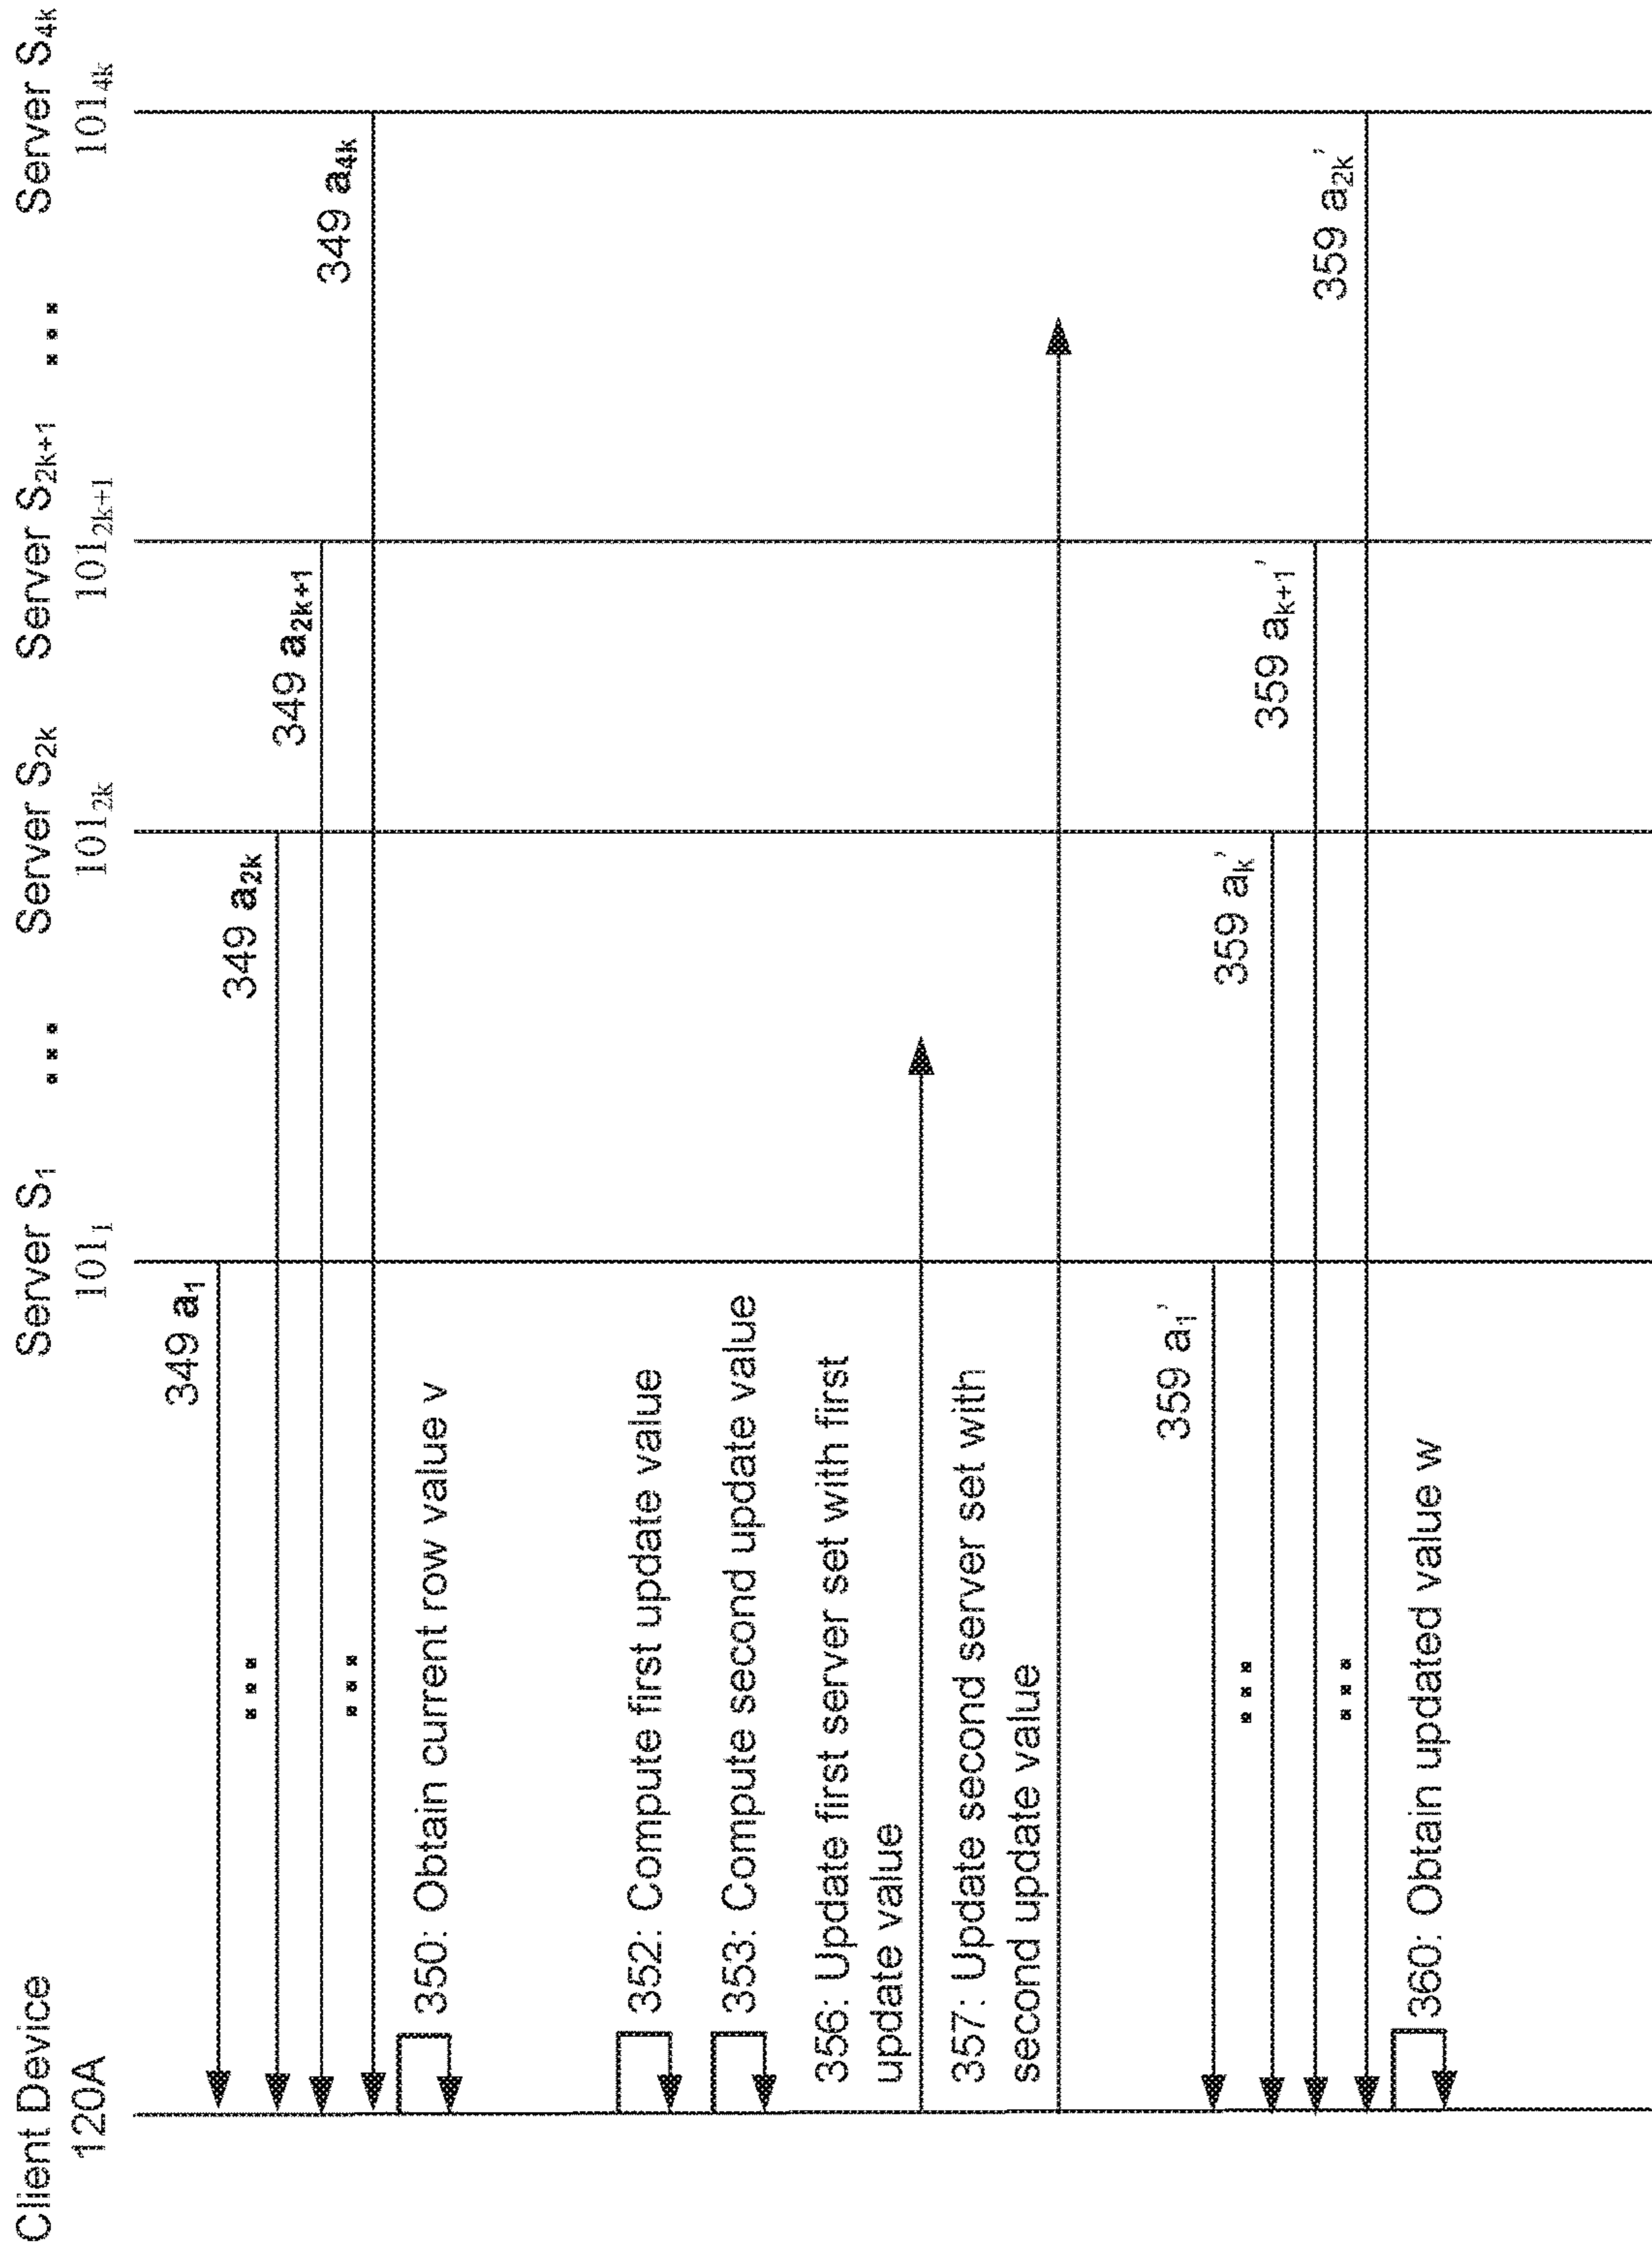 Client Device Server S₁ ... Server S₂ₖ Server S₂ₖ₊₁ ... Server S₄ₖ
120A 101₁ 101₂ₖ 101₂ₖ₊₁ 101₄ₖ
349 a₁
349 a₂ₖ
...
349 a₂ₖ₊₁
349 a₄ₖ
...
350: Obtain current row value v
352: Compute first update value
353: Compute second update value
356: Update first server set with first
update value
357: Update second server set with
second update value
359 a₁'
359 aₖ'
...
359 aₖ₊₁'
359 a₂ₖ'
...
360: Obtain updated value w